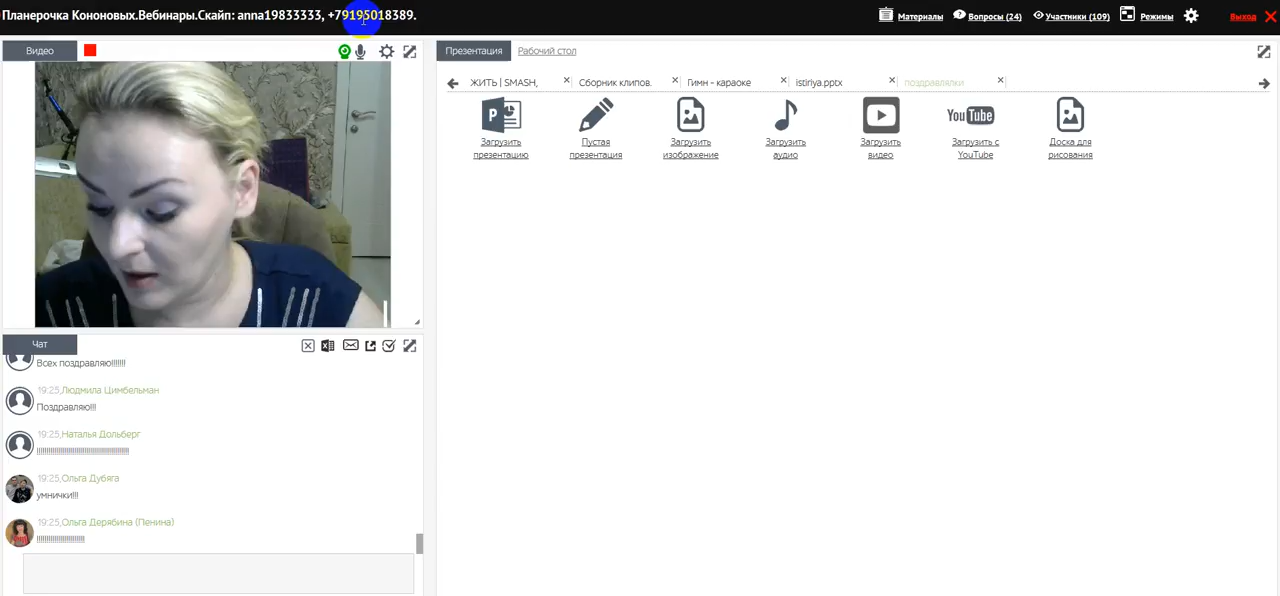 Планерочка Кононовых.Вебинары.Скайп: anna19833333, +79195018389.
Материалы
Вопросы (24)
Участники (109)
Режимы
Выход
Видео
Презентация
Рабочий стол
ЖИТЬ | SMASH,
Сборник клипов.
Гимн - караоке
istiriya.pptx
поздравлялки
Загрузить презентацию
Пустая презентация
Загрузить изображение
Загрузить аудио
Загрузить видео
YouTube
Загрузить с YouTube
Доска для рисования
Чат
Всех поздравляю!!!!!!!
19:25,Людмила Цимбельман
Поздравляю!!!
19:25,Наталья Дольберг
19:25,Ольга Дубяга
умнички!!!
19:25,Ольга Дерябина (Пенина)